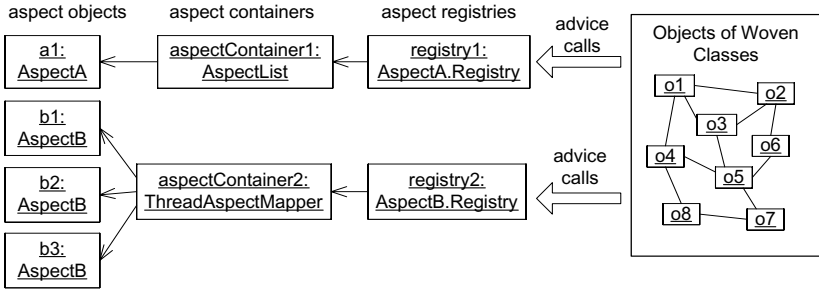 aspect objects
aspect containers
aspect registries
advice
calls
Objects of Woven
Classes
a1:
AspectA
aspectContainer1:
AspectList
registry1:
AspectA.Registry
b1:
AspectB
b2:
AspectB
b3:
AspectB
aspectContainer2:
ThreadAspectMapper
registry2:
AspectB.Registry
advice
calls
o1
o2
o3
o6
o4
o5
o8
o7